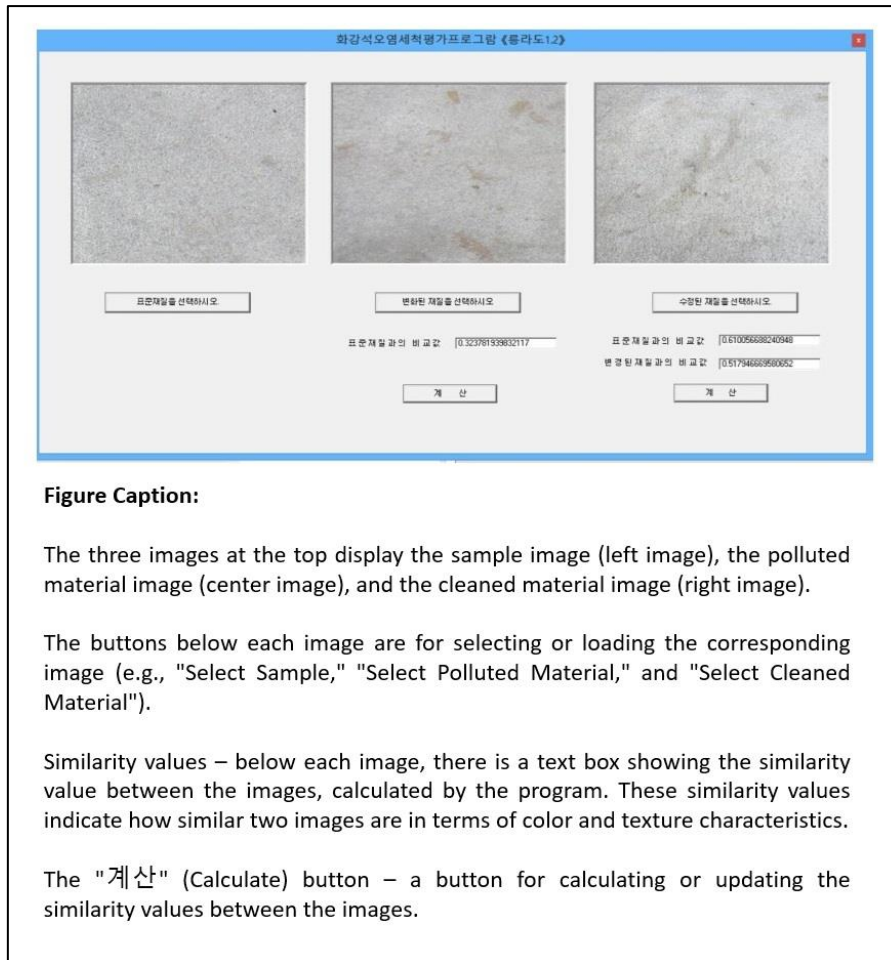 화강석오염세척평가프로그람 《릉라도1.2》
x
표준재질을 선택하시오.
변화된 재질을 선택하시오
수정된 재질을 선택하시오.
표준재질과의 비교값 0.323781939832117
표준재질과의 비교값 0.610056688240948
변경된재질과의 비교값 0.517946669580652
계 산
계 산
Figure Caption:
The three images at the top display the sample image (left image), the polluted
material image (center image), and the cleaned material image (right image).
The buttons below each image are for selecting or loading the corresponding
image (e.g., "Select Sample," "Select Polluted Material," and "Select Cleaned
Material").
Similarity values – below each image, there is a text box showing the similarity
value between the images, calculated by the program. These similarity values
indicate how similar two images are in terms of color and texture characteristics.
The "계산" (Calculate) button – a button for calculating or updating the
similarity values between the images.